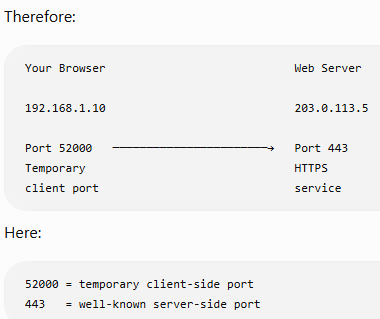 Therefore:
Your Browser                            Web Server
192.168.1.10                            203.0.113.5
Port 52000  ───────────────────────→   Port 443
Temporary                               HTTPS
client port                             service
Here:
52000 = temporary client-side port
443   = well-known server-side port